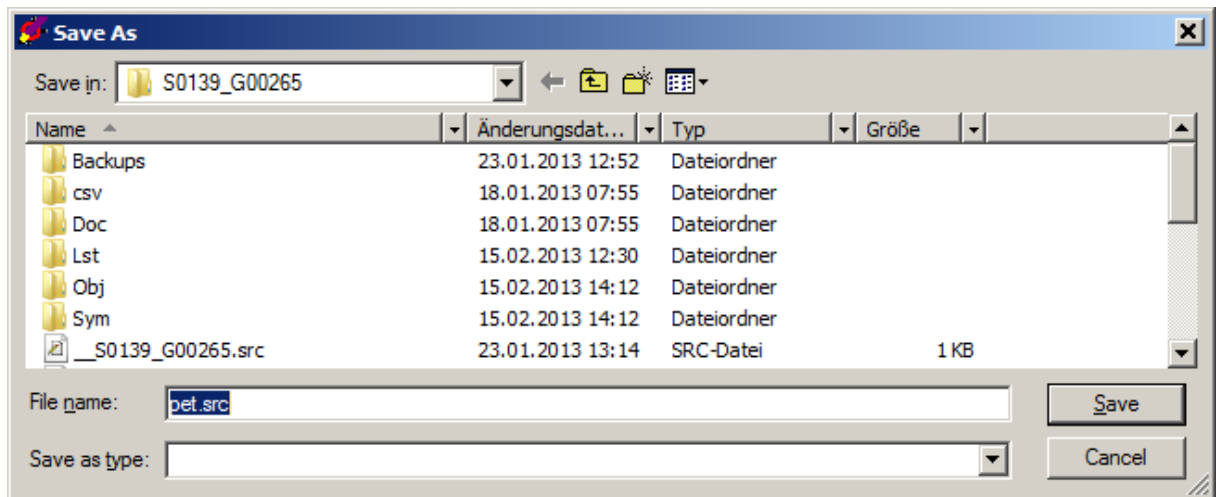 Save As
Save in: S0139_G00265
Name Änderungsdat... Typ Größe
Backups 23.01.2013 12:52 Dateiordner
csv 18.01.2013 07:55 Dateiordner
Doc 18.01.2013 07:55 Dateiordner
Lst 15.02.2013 12:30 Dateiordner
Obj 15.02.2013 14:12 Dateiordner
Sym 15.02.2013 14:12 Dateiordner
__S0139_G00265.src 23.01.2013 13:14 SRC-Datei 1 KB
File name: pet.src Save
Save as type: Cancel